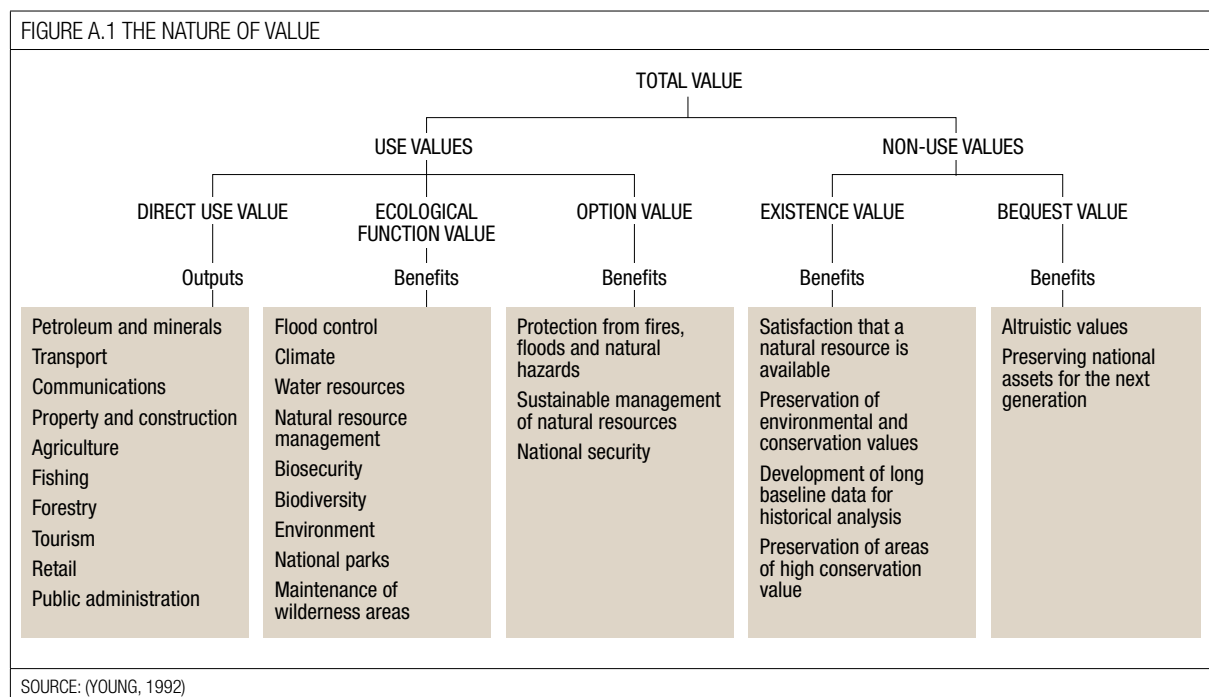 FIGURE A.1 THE NATURE OF VALUE
TOTAL VALUE
USE VALUES
NON-USE VALUES
DIRECT USE VALUE
ECOLOGICAL
FUNCTION VALUE
OPTION VALUE
EXISTENCE VALUE
BEQUEST VALUE
Outputs
Benefits
Benefits
Benefits
Benefits
Petroleum and minerals
Transport
Communications
Property and construction
Agriculture
Fishing
Forestry
Tourism
Retail
Public administration
Flood control
Climate
Water resources
Natural resource
management
Biosecurity
Biodiversity
Environment
National parks
Maintenance of
wilderness areas
Protection from fires,
floods and natural
hazards
Sustainable management
of natural resources
National security
Satisfaction that a
natural resource is
available
Preservation of
environmental and
conservation values
Development of long
baseline data for
historical analysis
Preservation of areas
of high conservation
value
Altruistic values
Preserving national
assets for the next
generation
SOURCE: (YOUNG, 1992)